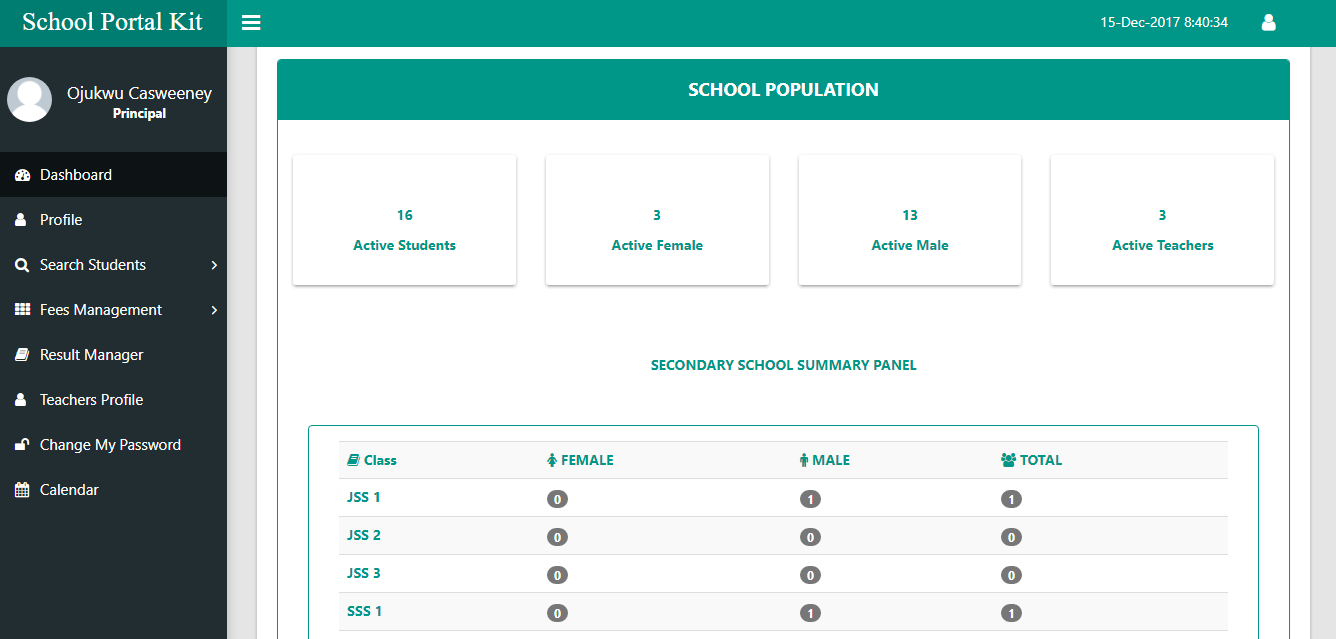 School Portal Kit
15-Dec-2017 8:40:34
Ojukwu Casweeney
Principal
Dashboard
Profile
Search Students
Fees Management
Result Manager
Teachers Profile
Change My Password
Calendar
SCHOOL POPULATION
16
Active Students
3
Active Female
13
Active Male
3
Active Teachers
SECONDARY SCHOOL SUMMARY PANEL
Class FEMALE MALE TOTAL
JSS 1 0 1 1
JSS 2 0 0 0
JSS 3 0 0 0
SSS 1 0 1 1